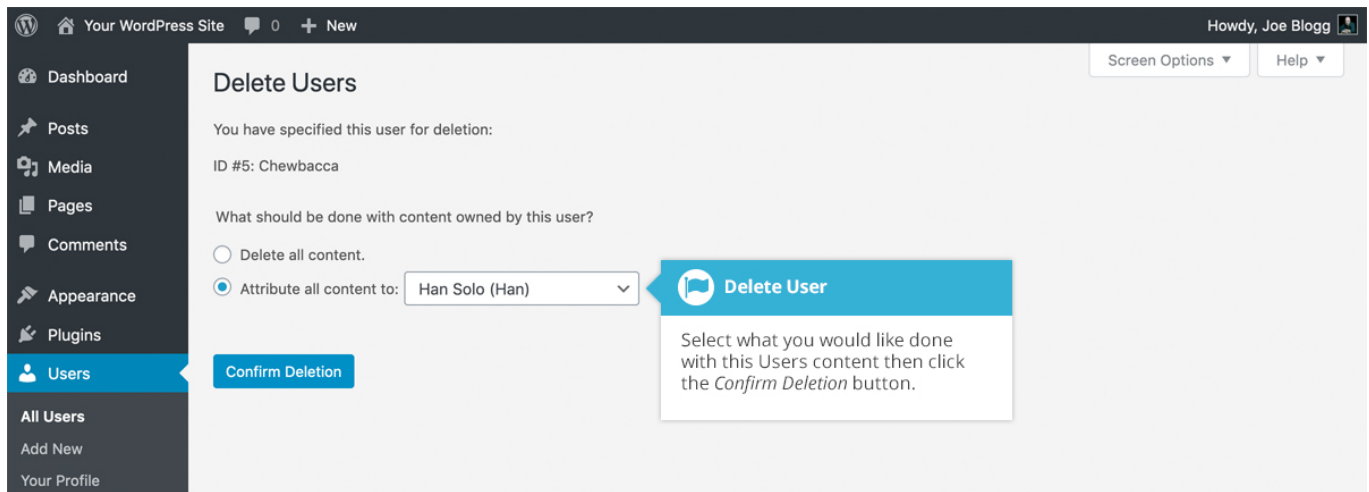 Your WordPress Site 0 + New Howdy, Joe Blogg
Screen Options ▼ Help ▼
Dashboard
Posts
Media
Pages
Comments
Appearance
Plugins
Users
All Users
Add New
Your Profile
Delete Users
You have specified this user for deletion:
ID #5: Chewbacca
What should be done with content owned by this user?
Delete all content.
Attribute all content to: Han Solo (Han)
Confirm Deletion
Delete User
Select what you would like done
with this Users content then click
the Confirm Deletion button.